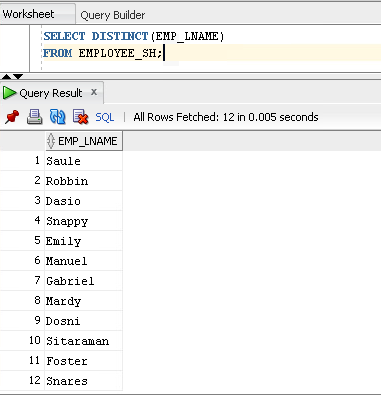 Worksheet Query Builder
SELECT DISTINCT(EMP_LNAME)
FROM EMPLOYEE_SH;
Query Result x
SQL | All Rows Fetched: 12 in 0.005 seconds
EMP_LNAME
1 Saule
2 Robbin
3 Dasio
4 Snappy
5 Emily
6 Manuel
7 Gabriel
8 Mardy
9 Dosni
10 Sitaraman
11 Foster
12 Snares